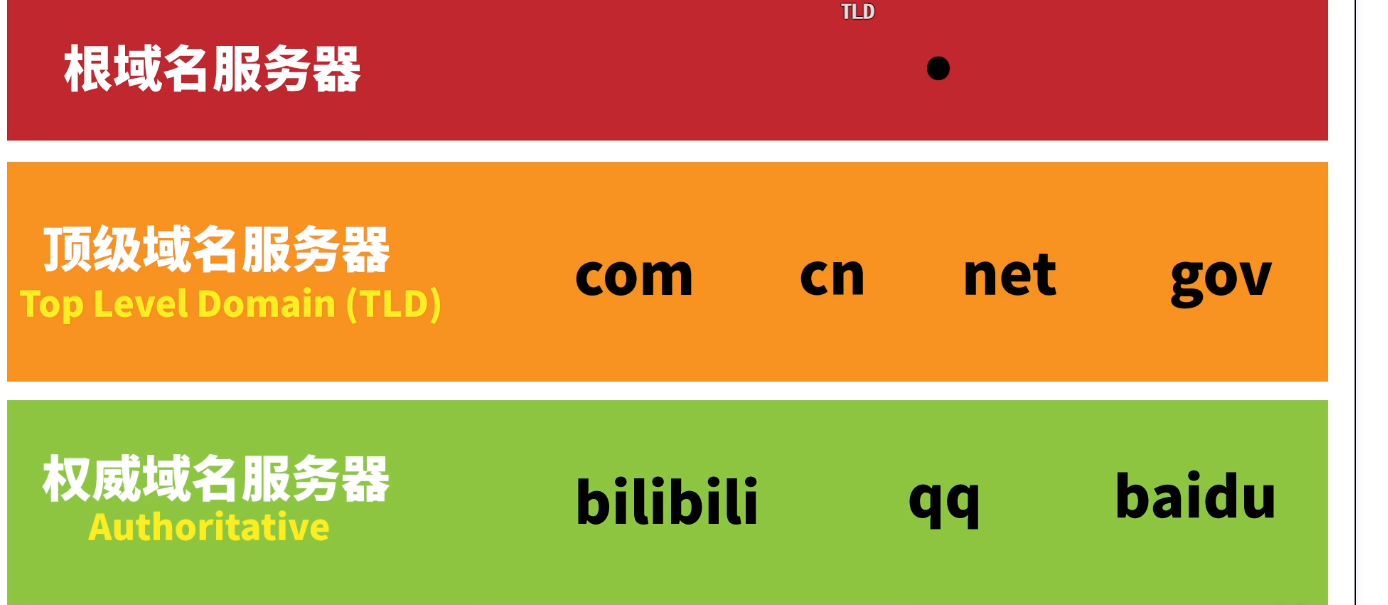 TLD
根域名服务器
.
顶级域名服务器
Top Level Domain (TLD)
com cn net gov
权威域名服务器
Authoritative
bilibili qq baidu